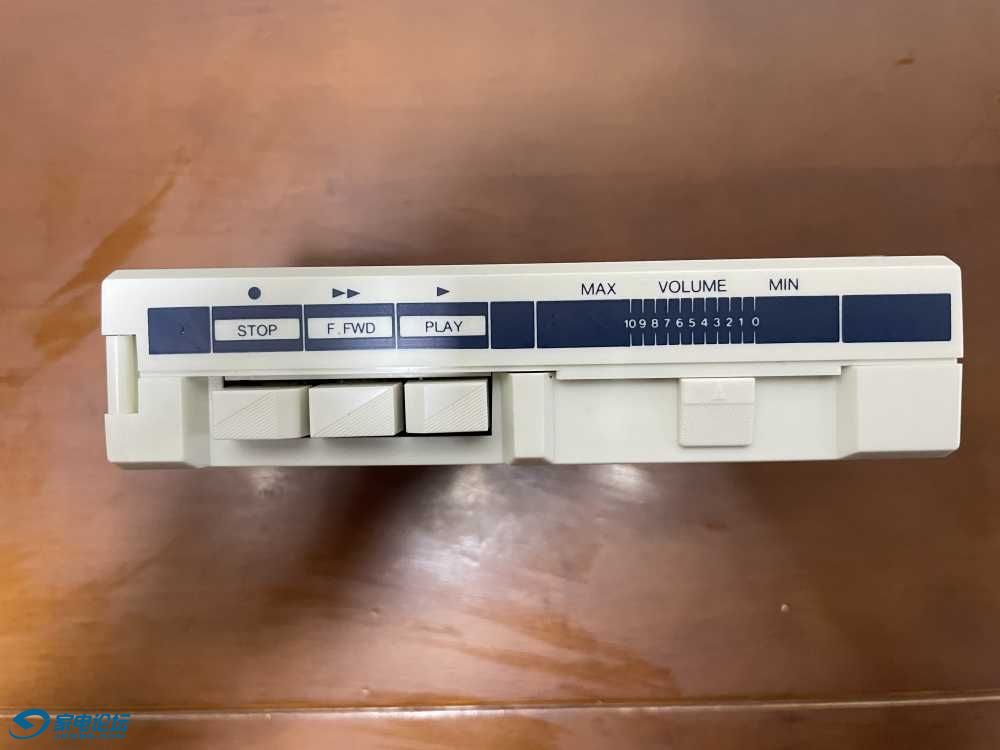 MAX VOLUME MIN
STOP F.FWD PLAY
10 9 8 7 6 5 4 3 2 1 0
家电论坛